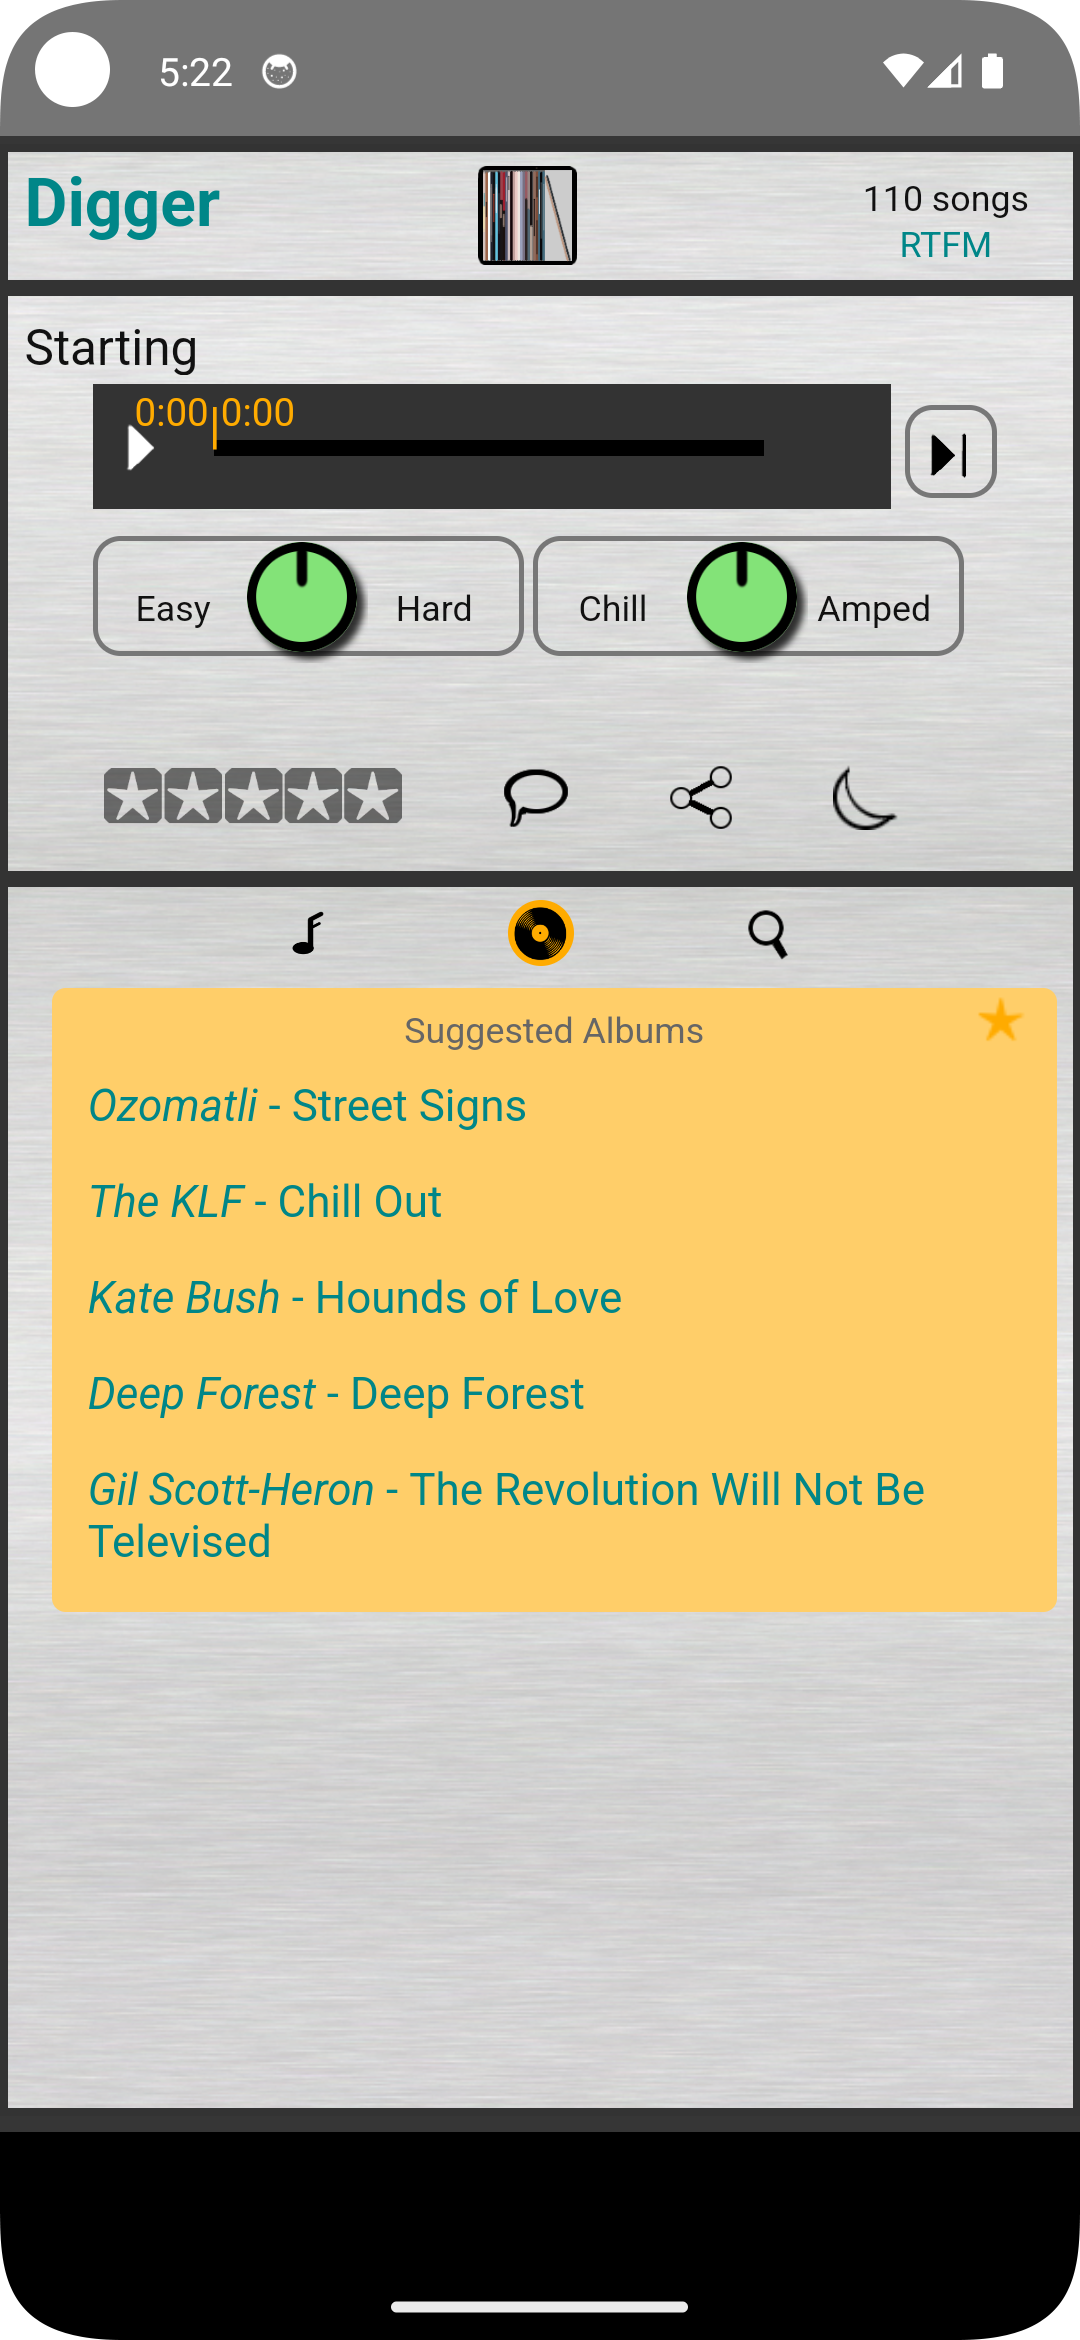 5:22
Digger
110 songs
RTFM
Starting
0:00 0:00
Easy Hard Chill Amped
Suggested Albums
Ozomatli - Street Signs
The KLF - Chill Out
Kate Bush - Hounds of Love
Deep Forest - Deep Forest
Gil Scott-Heron - The Revolution Will Not Be
Televised